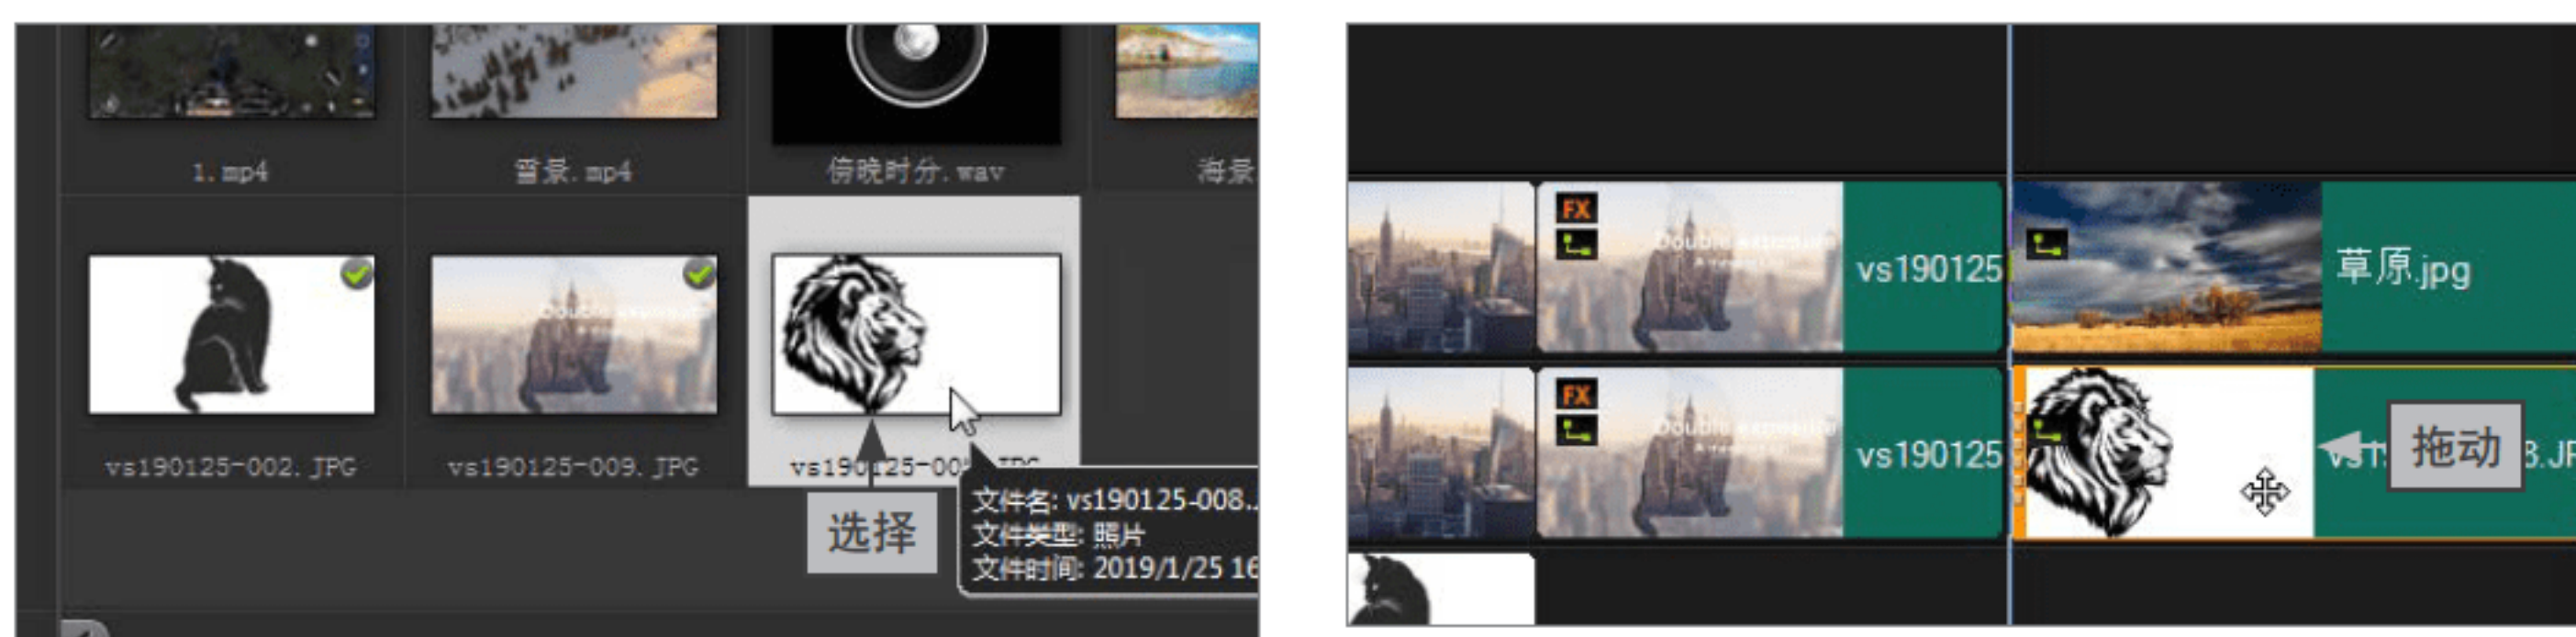 1.mp4
雪景.mp4
傍晚时分.wav
海景
vs190125-002.JPG
vs190125-009.JPG
vs190125-00
选择
文件名: vs190125-008..
文件类型: 照片
文件时间: 2019/1/25 16
FX
vs190125
草原.jpg
FX
vs190125
拖动